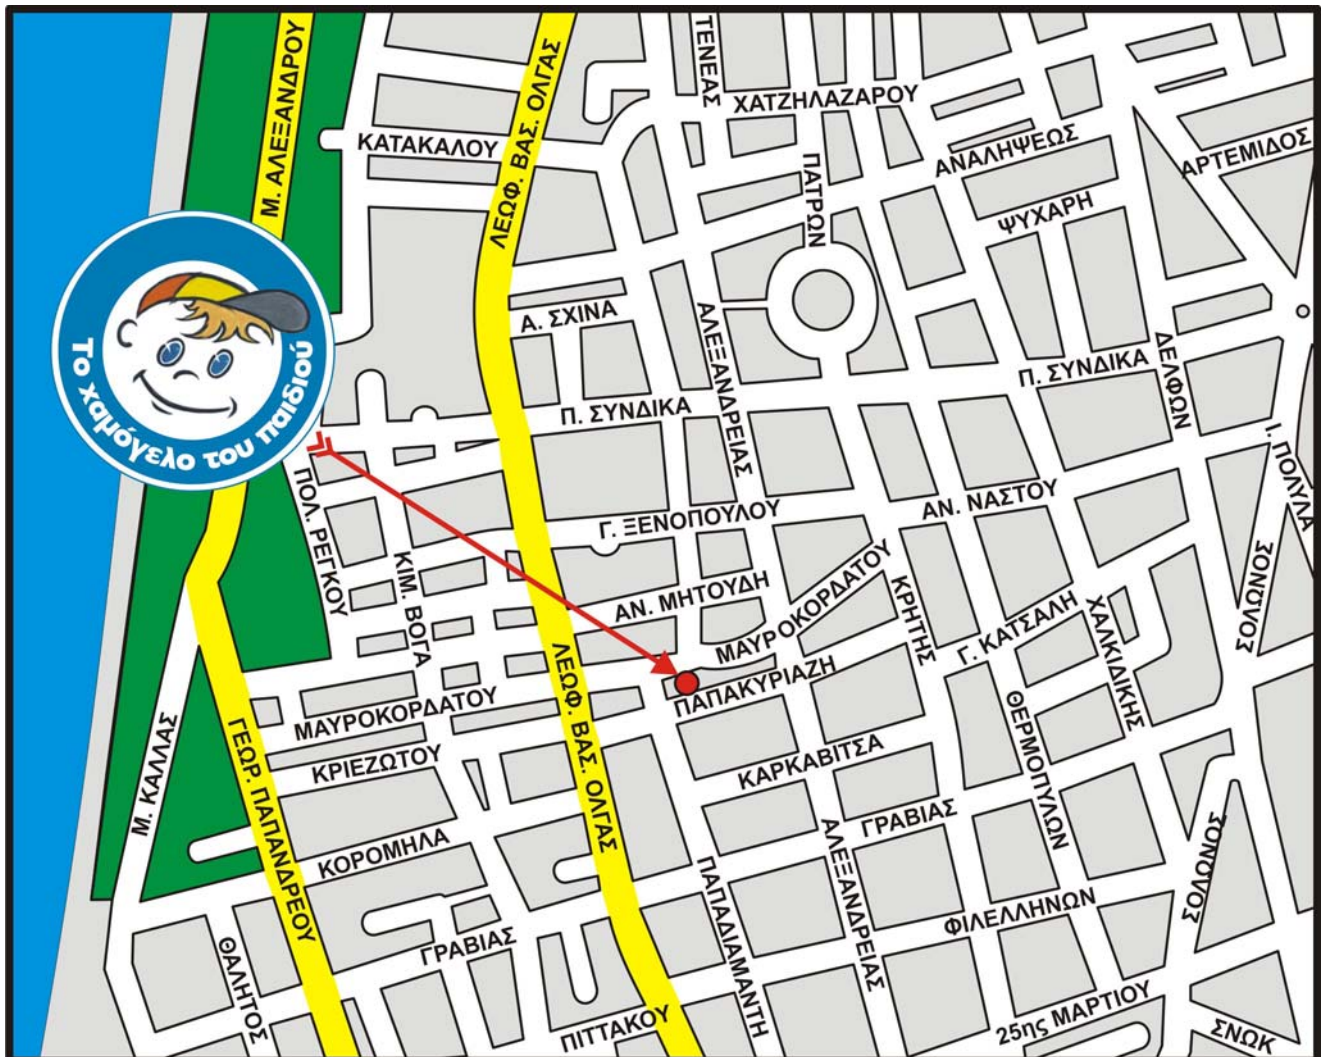 ΤΕΝΕΑΣ
Μ. ΑΛΕΞΑΝΔΡΟΥ
ΛΕΩΦ. ΒΑΣ. ΟΛΓΑΣ
ΧΑΤΖΗΛΑΖΑΡΟΥ
ΚΑΤΑΚΑΛΟΥ
ΑΝΑΛΗΨΕΩΣ
ΑΡΤΕΜΙΔΟΣ
ΠΑΤΡΩΝ
ΨΥΧΑΡΗ
Α. ΣΧΙΝΑ
ΑΛΕΞΑΝΔΡΕΙΑΣ
Το χαμόγελο του παιδιού
Π. ΣΥΝΔΙΚΑ
Π. ΣΥΝΔΙΚΑ
ΔΕΛΦΩΝ
Ι. ΠΟΛΥΛΑ
ΠΟΛ. ΡΕΓΚΟΥ
Γ. ΞΕΝΟΠΟΥΛΟΥ
ΑΝ. ΝΑΣΤΟΥ
ΚΙΜ. ΒΟΓΑ
ΑΝ. ΜΗΤΟΥΔΗ
ΜΑΥΡΟΚΟΡΔΑΤΟΥ
ΚΡΗΤΗΣ
Γ. ΚΑΤΣΑΛΗ
ΧΑΛΚΙΔΙΚΗΣ
ΣΟΛΩΝΟΣ
ΠΑΠΑΚΥΡΙΑΖΗ
ΛΕΩΦ. ΒΑΣ. ΟΛΓΑΣ
ΜΑΥΡΟΚΟΡΔΑΤΟΥ
ΘΕΡΜΟΠΥΛΩΝ
Μ. ΚΑΛΛΑΣ
ΓΕΩΡ. ΠΑΠΑΝΔΡΕΟΥ
ΚΡΙΕΖΩΤΟΥ
ΚΑΡΚΑΒΙΤΣΑ
ΓΡΑΒΙΑΣ
ΚΟΡΟΜΗΛΑ
ΑΛΕΞΑΝΔΡΕΙΑΣ
ΣΟΛΩΝΟΣ
ΠΑΠΑΔΙΑΜΑΝΤΗ
ΦΙΛΕΛΛΗΝΩΝ
ΓΡΑΒΙΑΣ
ΘΑΛΗΤΟΣ
ΠΙΤΤΑΚΟΥ
25ης ΜΑΡΤΙΟΥ
ΣΝΩΚ